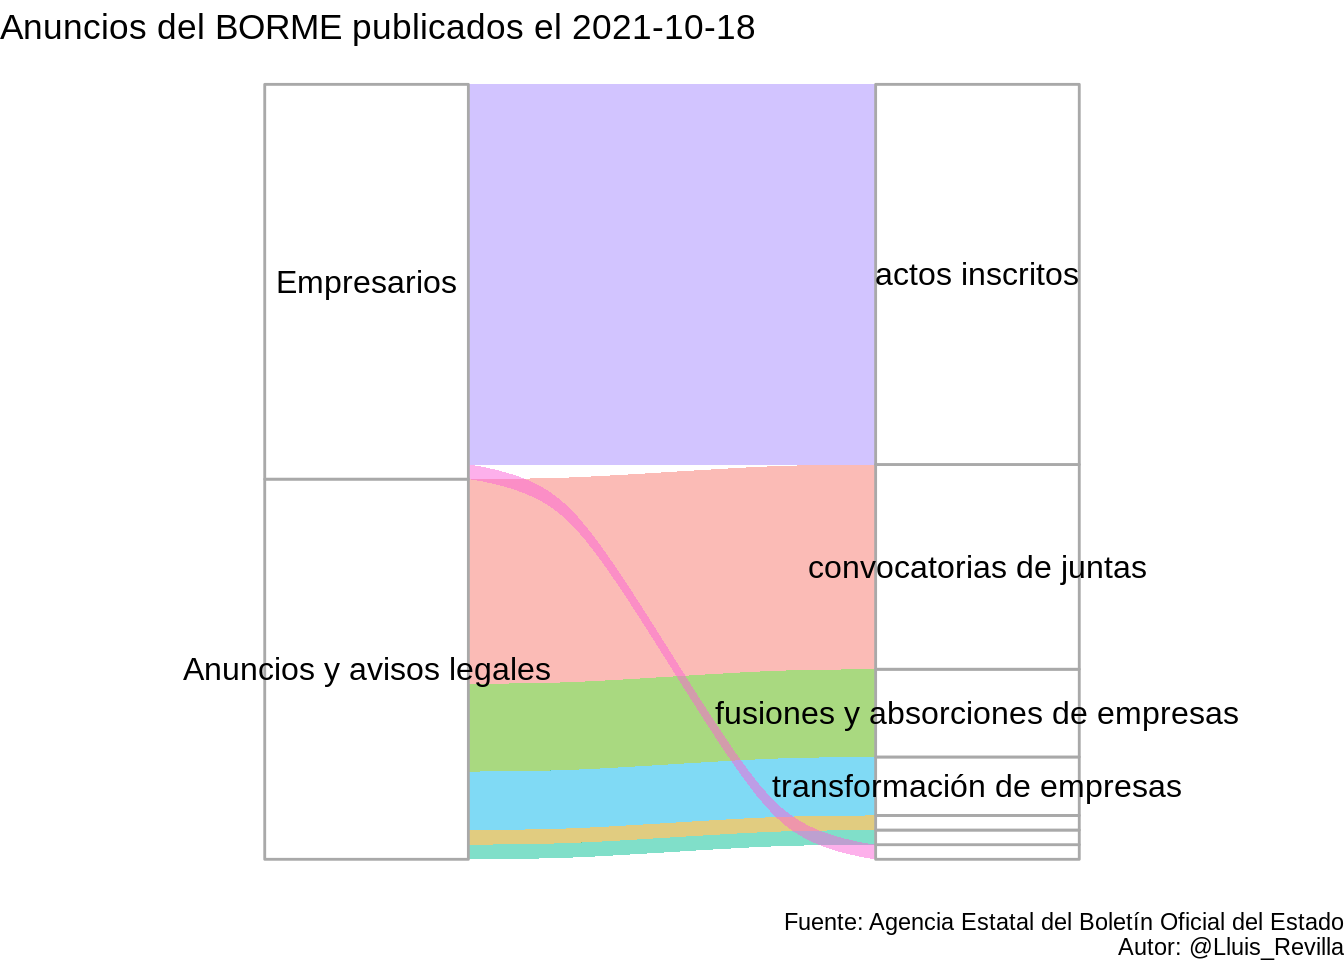 Anuncios del BORME publicados el 2021-10-18
Empresarios
actos inscritos
convocatorias de juntas
Anuncios y avisos legales
fusiones y absorciones de empresas
transformación de empresas
Fuente: Agencia Estatal del Boletín Oficial del Estado
Autor: @Lluis_Revilla